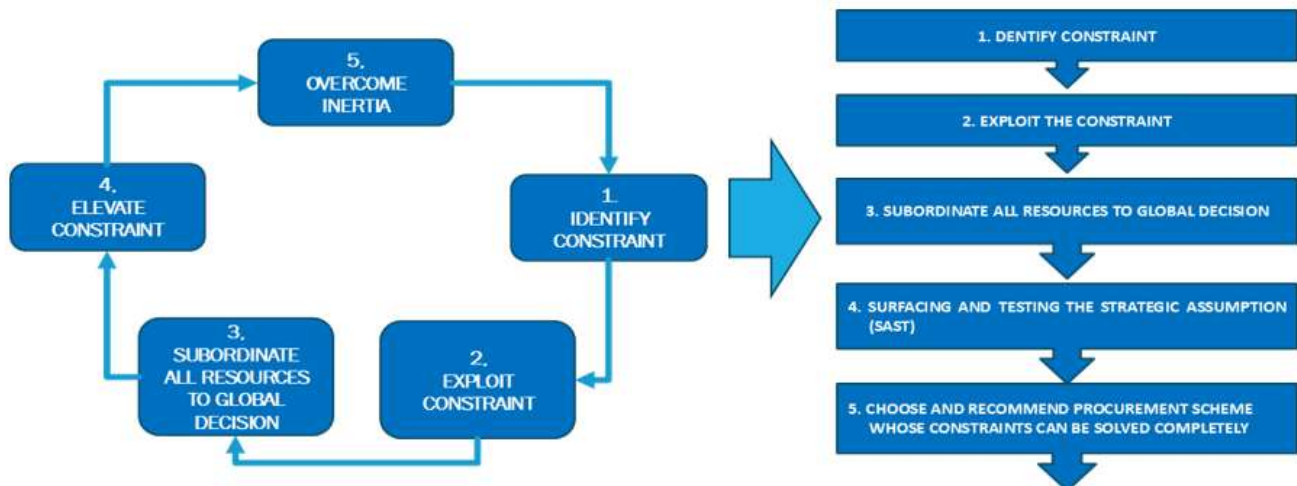 5.
OVERCOME
INERTIA
4.
ELEVATE
CONSTRAINT
1.
IDENTIFY
CONSTRAINT
3.
SUBORDINATE
ALL RESOURCES
TO GLOBAL
DECISION
2.
EXPLOIT
CONSTRAINT
1. DENTIFY CONSTRAINT
2. EXPLOIT THE CONSTRAINT
3. SUBORDINATE ALL RESOURCES TO GLOBAL DECISION
4. SURFACING AND TESTING THE STRATEGIC ASSUMPTION
(SAST)
5. CHOOSE AND RECOMMEND PROCUREMENT SCHEME
WHOSE CONSTRAINTS CAN BE SOLVED COMPLETELY